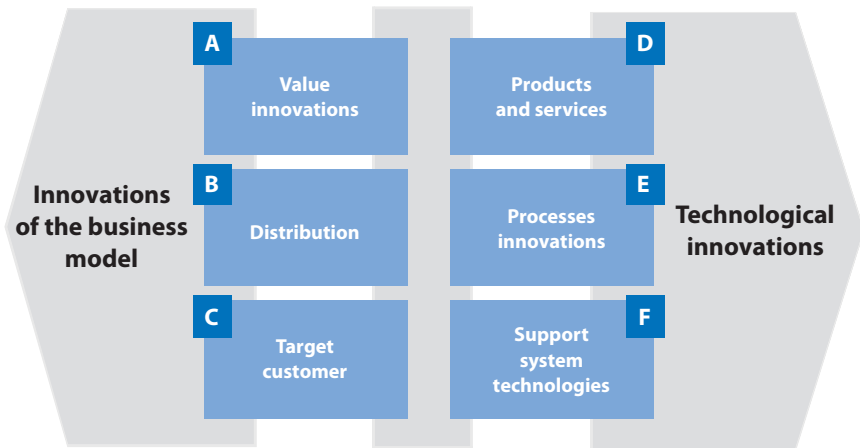 Innovations
of the business
model
A
Value
innovations
B
Distribution
C
Target
customer
D
Products
and services
E
Processes
innovations
F
Support
system
technologies
Technological
innovations